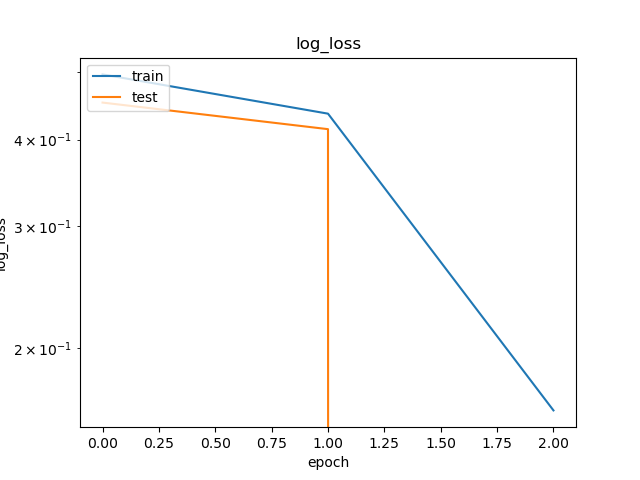 log_loss
train
test
4 × 10⁻¹
3 × 10⁻¹
2 × 10⁻¹
log_loss
0.00 0.25 0.50 0.75 1.00 1.25 1.50 1.75 2.00
epoch